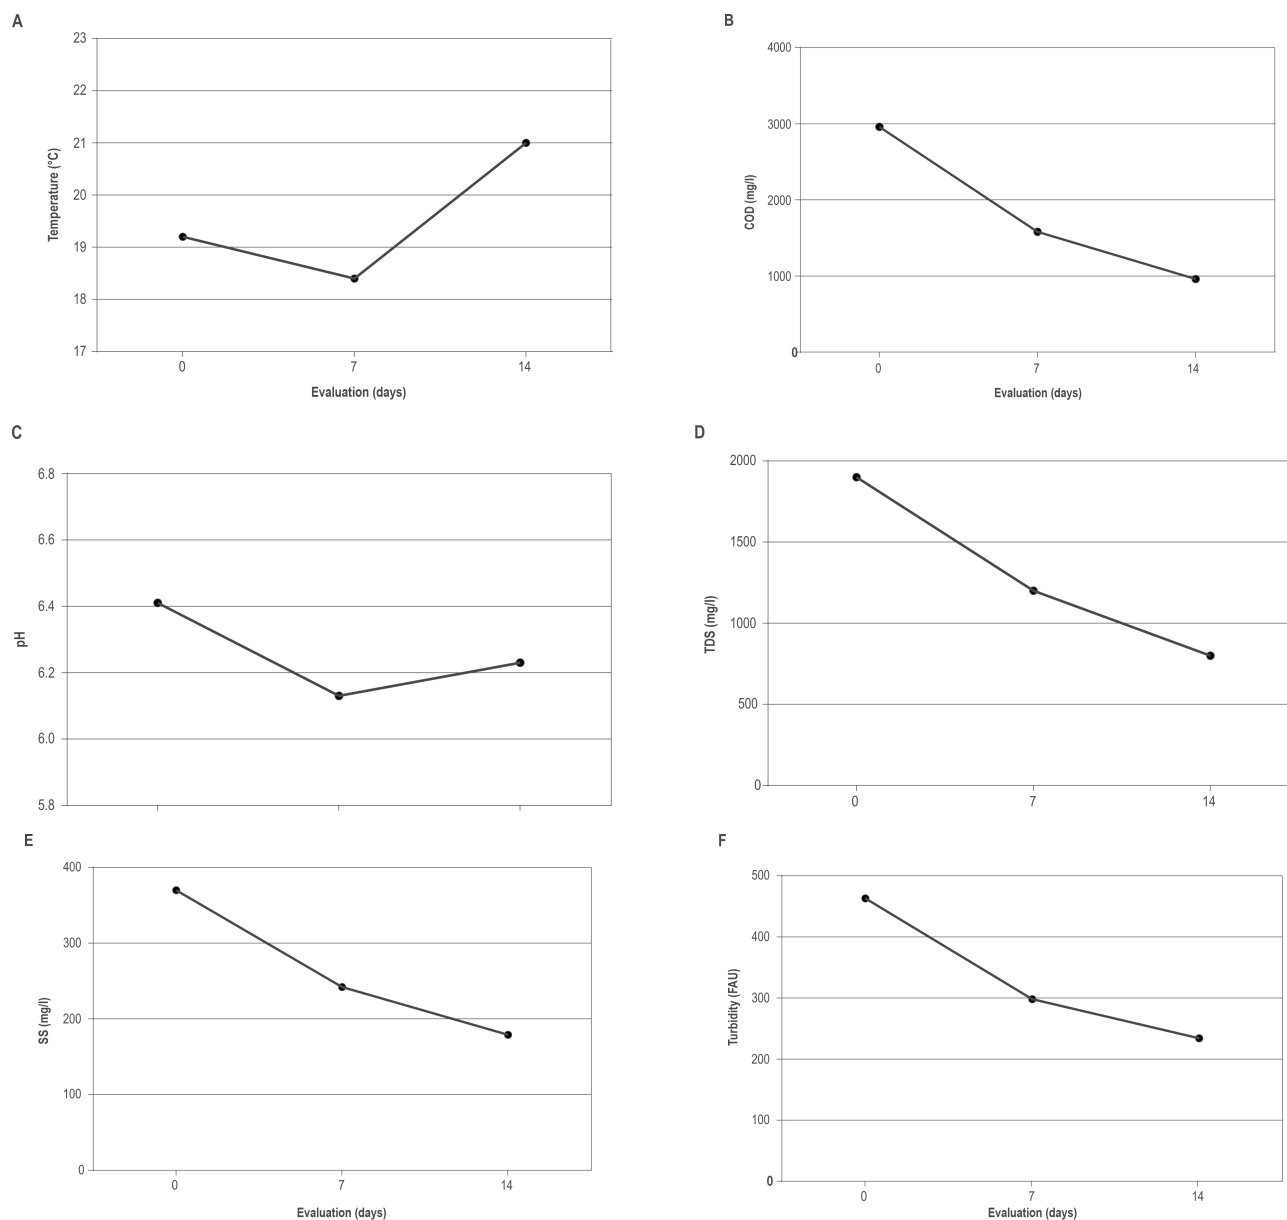 A
23
22
21
20
19
18
17
Temperature (°C)
0 7 14
Evaluation (days)
B
4000
3000
2000
1000
0
COD (mg/l)
0 7 14
Evaluation (days)
C
6.8
6.6
6.4
6.2
6.0
5.8
pH
D
2000
1500
1000
500
0
TDS (mg/l)
0 7 14
E
400
300
200
100
0
SS (mg/l)
0 7 14
Evaluation (days)
F
500
400
300
200
100
0
Turbidity (FAU)
0 7 14
Evaluation (days)